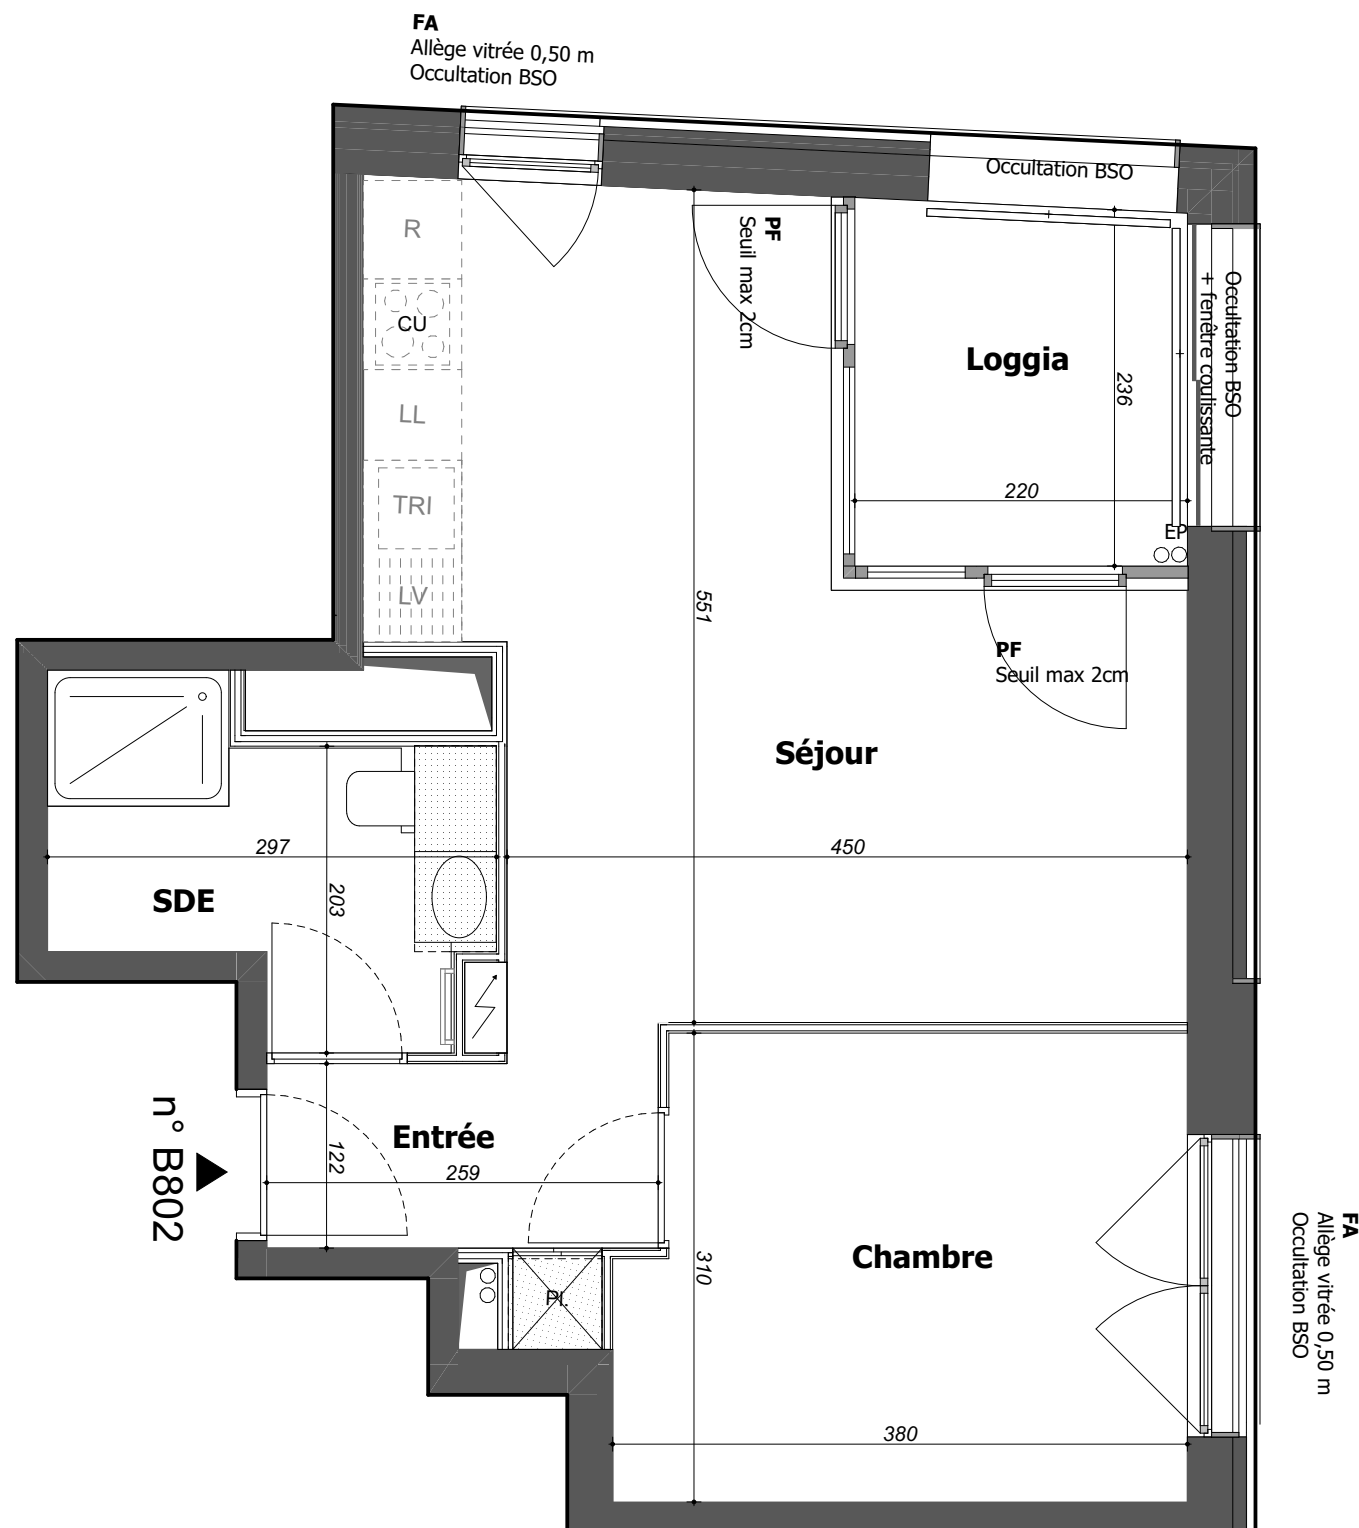 FA
Allège vitrée 0,50 m
Occultation BSO
Occultation BSO
R
PF
Seuil max 2cm
Occultation BSO
+ fenêtre coulissante
CU
Loggia
236
LL
220
TRI
EP
LV
551
PF
Seuil max 2cm
Séjour
297
450
203
SDE
n° B802
Entrée
122
259
310
Chambre
FA
Allège vitrée 0,50 m
Occultation BSO
Pl.
380